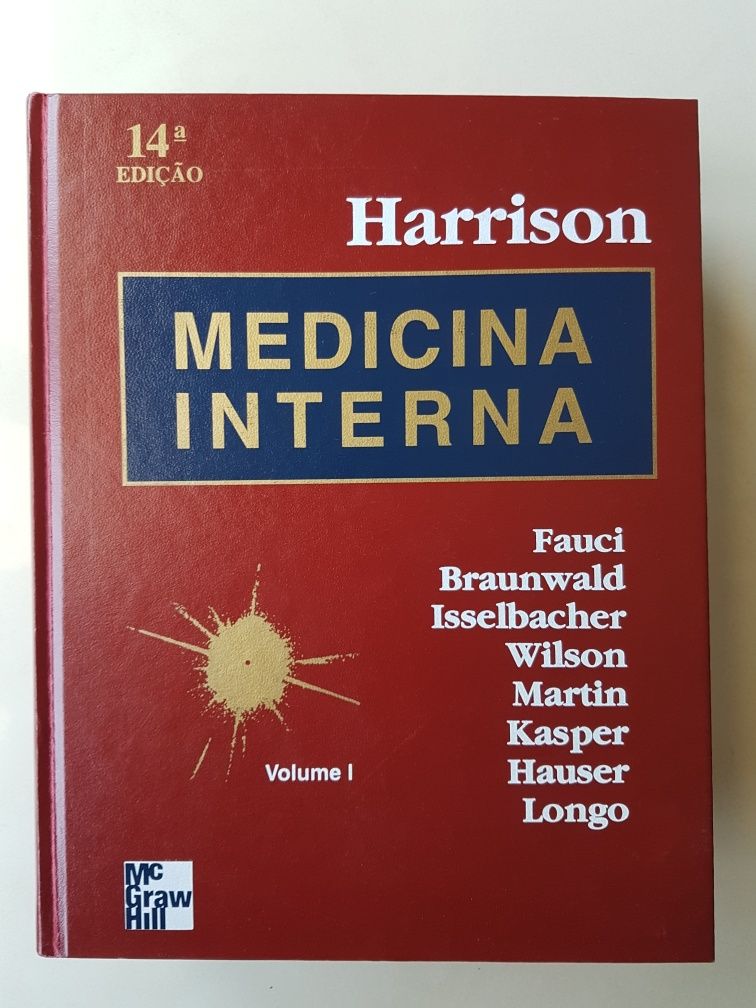 14ª
EDIÇÃO
Harrison
MEDICINA
INTERNA
Fauci
Braunwald
Isselbacher
Wilson
Martin
Kasper
Hauser
Longo
Volume I
Mc
Graw
Hill